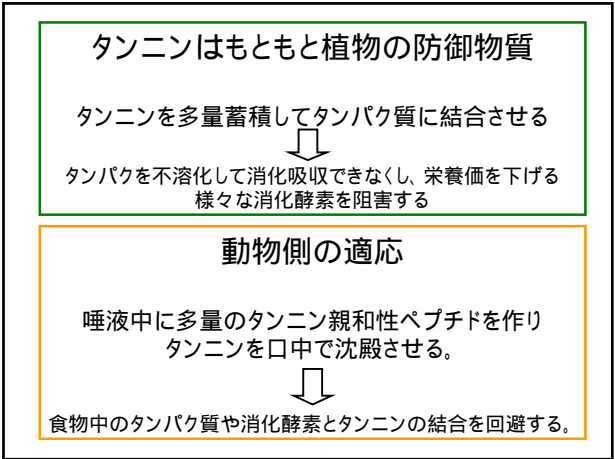 タンニンはもともと植物の防御物質
タンニンを多量蓄積してタンパク質に結合させる
タンパクを不溶化して消化吸収できなくし、栄養価を下げる
様々な消化酵素を阻害する
動物側の適応
唾液中に多量のタンニン親和性ペプチドを作り
タンニンを口中で沈殿させる。
食物中のタンパク質や消化酵素とタンニンの結合を回避する。